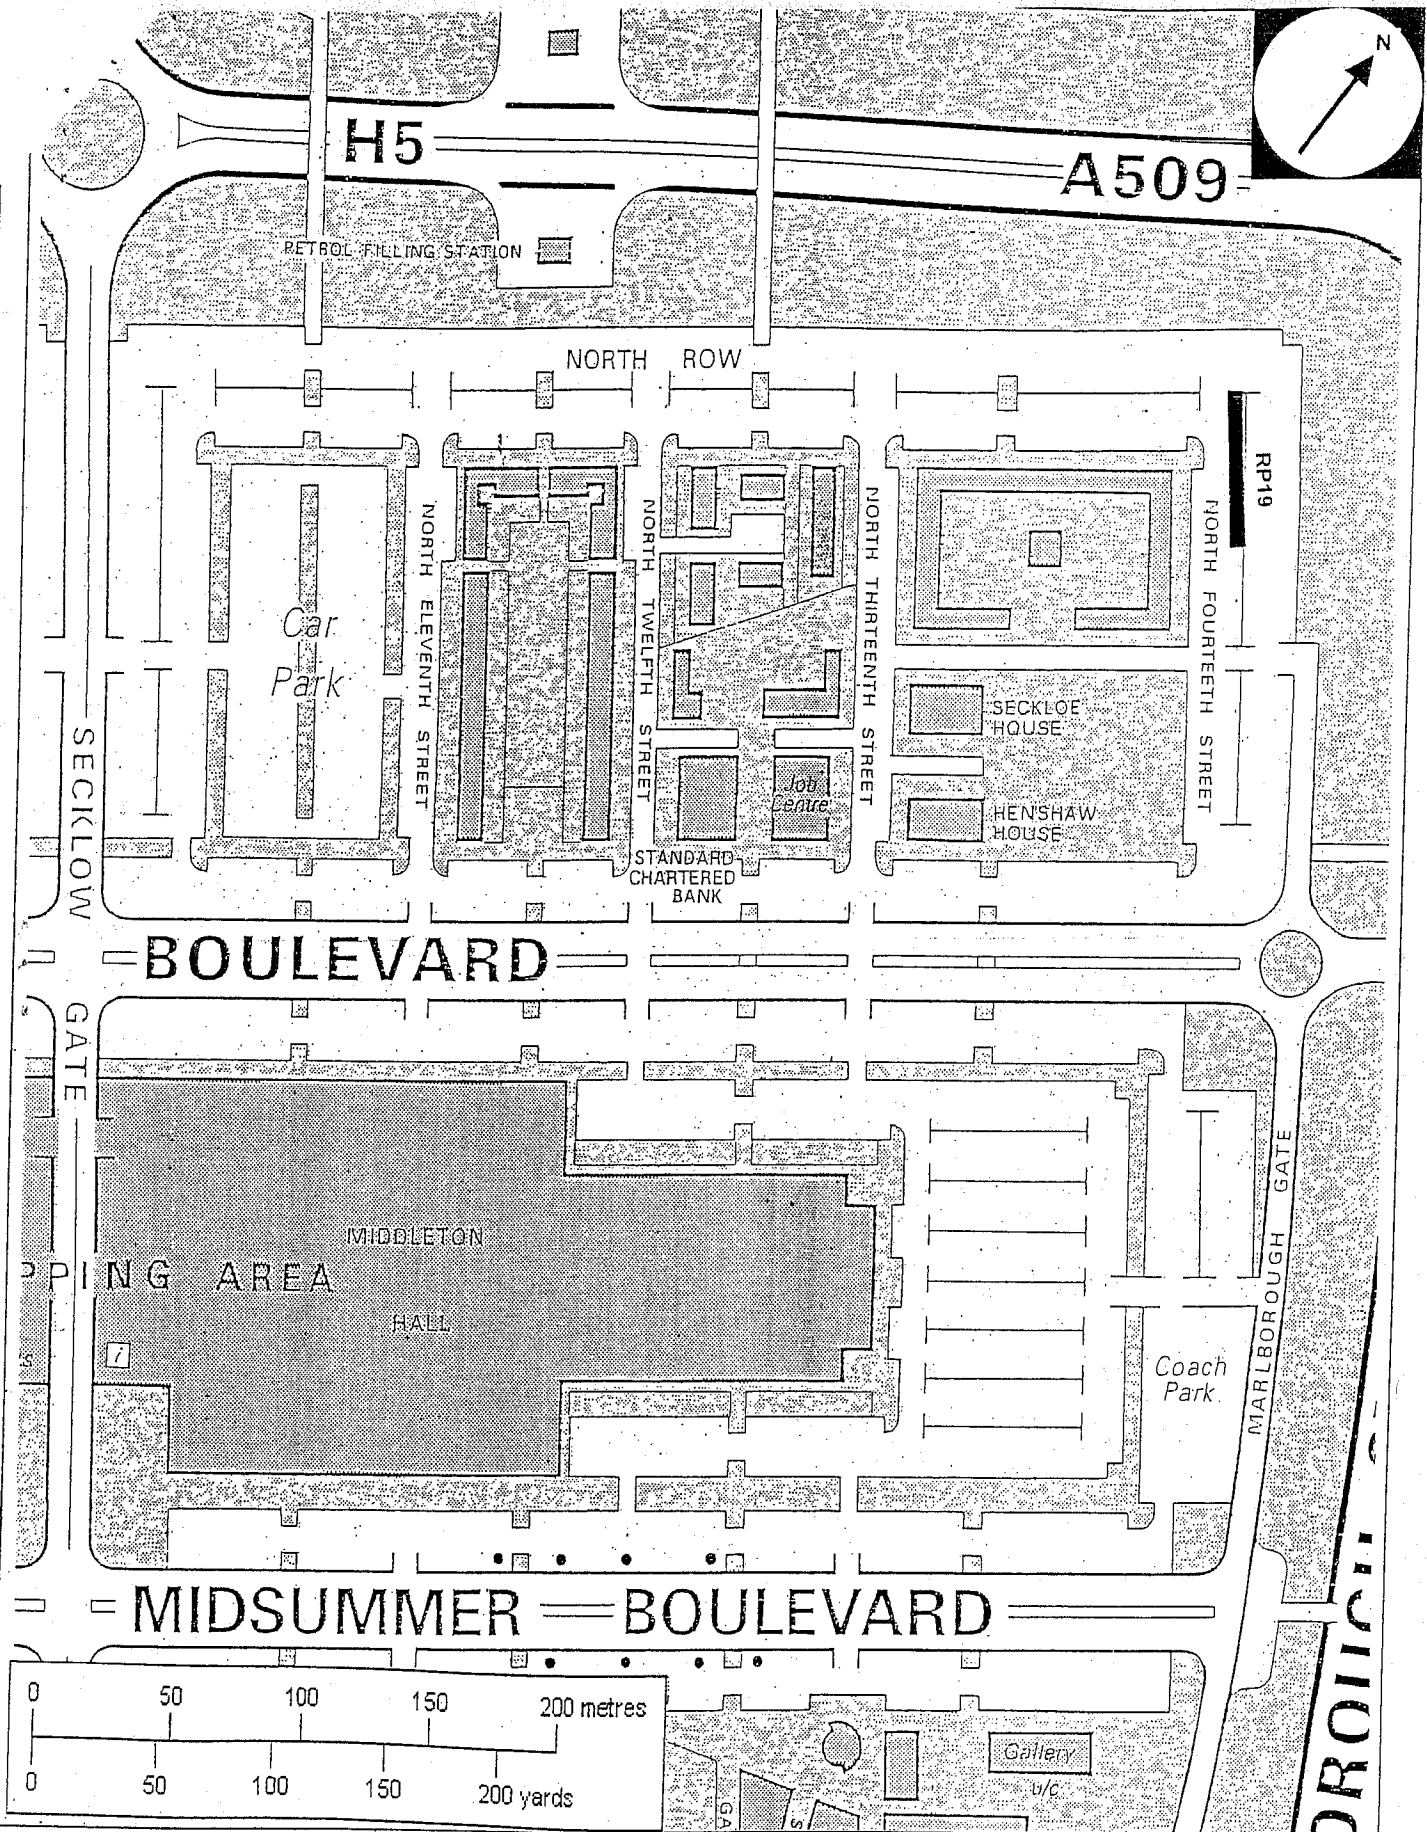 N
H5
A509
PETROL FILLING STATION
NORTH ROW
RP19
NORTH ELEVENTH STREET
NORTH TWELFTH STREET
NORTH THIRTEENTH STREET
NORTH FOURTEETH STREET
Car
Park
SECKLOE
HOUSE
HENSHAW
HOUSE
Job
Centre
STANDARD
CHARTERED
BANK
SECKLOW GATE
BOULEVARD
MIDDLETON
HALL
PPING AREA
i
Coach
Park
MARLBOROUGH GATE
MIDSUMMER BOULEVARD
0 50 100 150 200 metres
0 50 100 150 200 yards
Gallery
u/c
GA
S